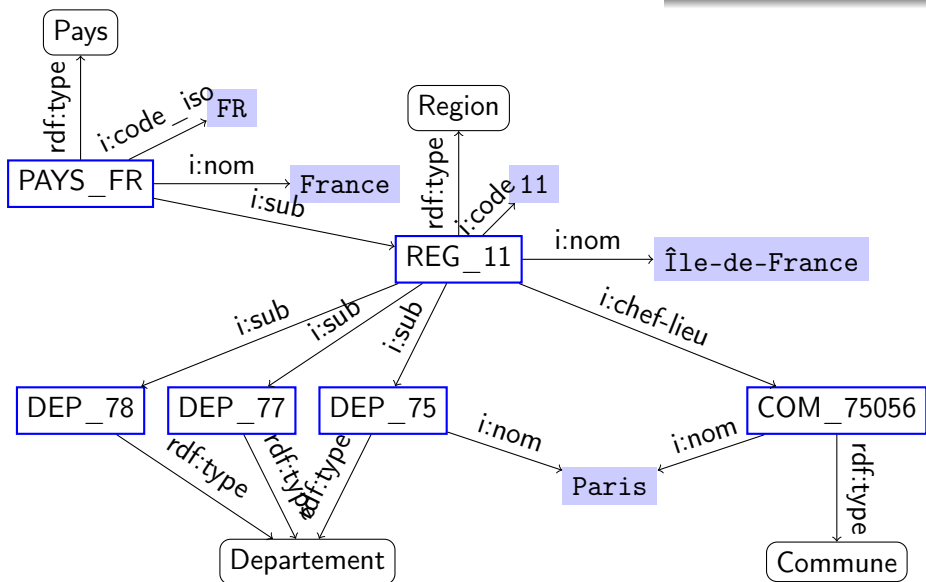 Pays
rdf:type
i:code_iso
FR
Region
PAYS_FR
i:nom
France
rdf:type
i:code
11
i:sub
REG_11
i:nom
Île-de-France
i:sub
i:sub
i:sub
i:chef-lieu
DEP_78
DEP_77
DEP_75
COM_75056
rdf:type
rdf:type
rdf:type
i:nom
i:nom
rdf:type
Paris
Departement
Commune